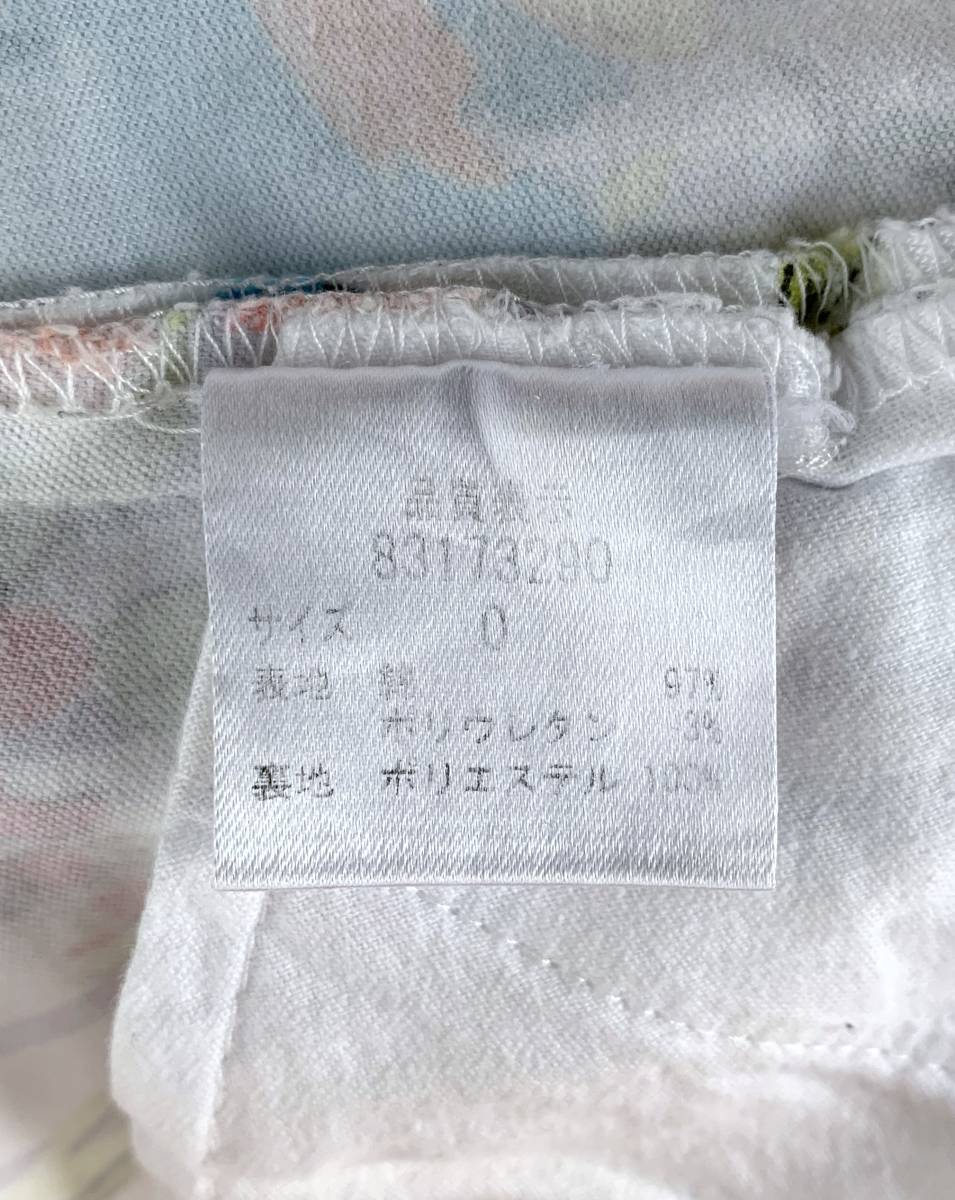 品質表示
83173290
サイズ 0
表地 綿 97%
ポリウレタン 3%
裏地 ポリエステル 100%